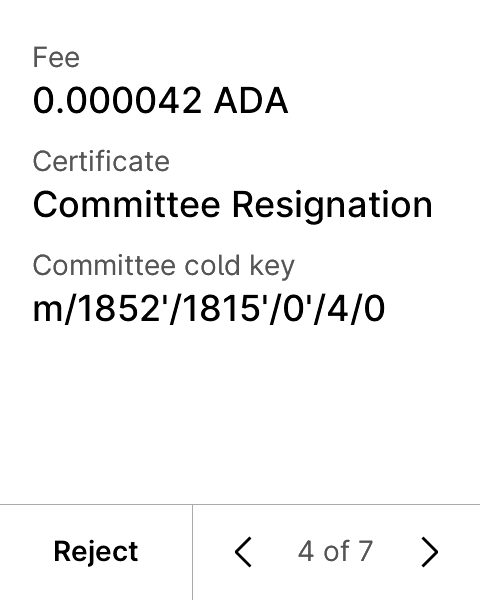 Fee
0.000042 ADA
Certificate
Committee Resignation
Committee cold key
m/1852'/1815'/0'/4/0
Reject
4 of 7